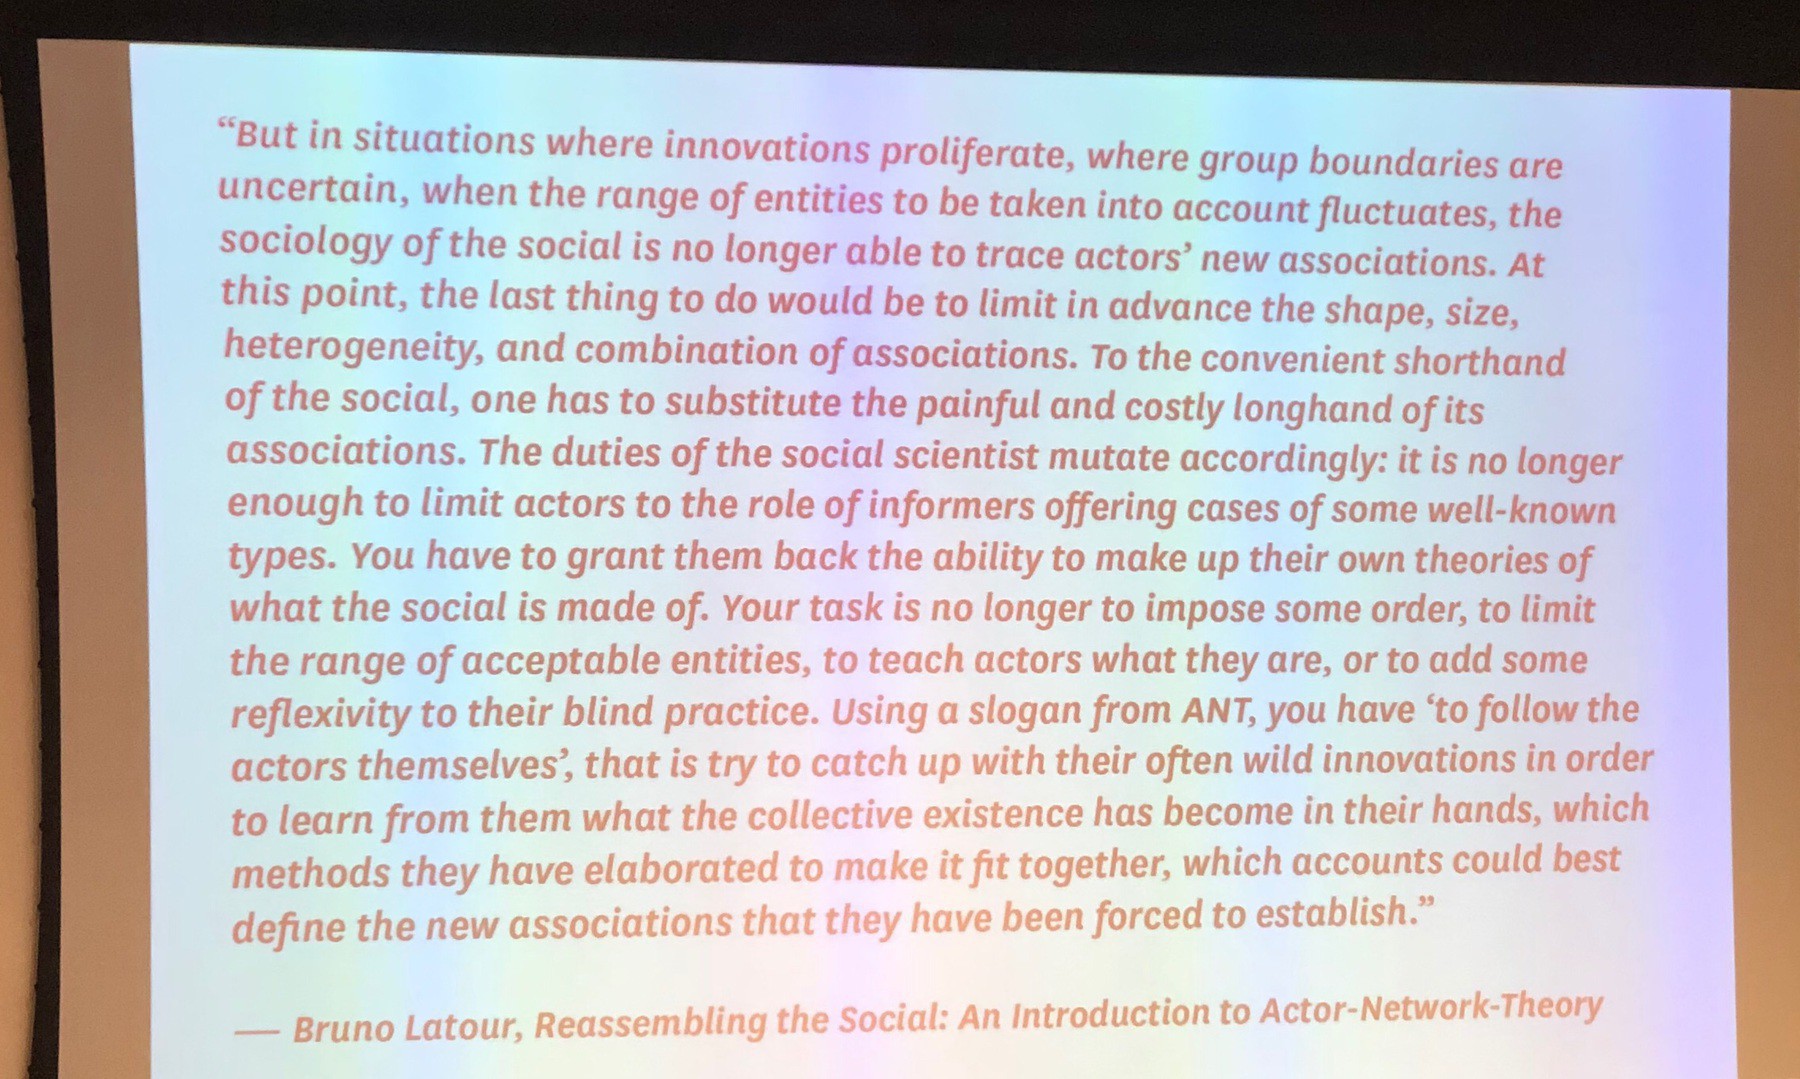 “But in situations where innovations proliferate, where group boundaries are
uncertain, when the range of entities to be taken into account fluctuates, the
sociology of the social is no longer able to trace actors’ new associations. At
this point, the last thing to do would be to limit in advance the shape, size,
heterogeneity, and combination of associations. To the convenient shorthand
of the social, one has to substitute the painful and costly longhand of its
associations. The duties of the social scientist mutate accordingly: it is no longer
enough to limit actors to the role of informers offering cases of some well-known
types. You have to grant them back the ability to make up their own theories of
what the social is made of. Your task is no longer to impose some order, to limit
the range of acceptable entities, to teach actors what they are, or to add some
reflexivity to their blind practice. Using a slogan from ANT, you have ‘to follow the
actors themselves’, that is try to catch up with their often wild innovations in order
to learn from them what the collective existence has become in their hands, which
methods they have elaborated to make it fit together, which accounts could best
define the new associations that they have been forced to establish.”
— Bruno Latour, Reassembling the Social: An Introduction to Actor-Network-Theory